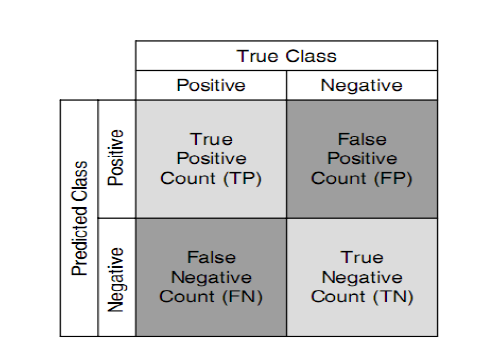 True Class
Positive
Negative
Predicted Class
Positive
True
Positive
Count (TP)
False
Positive
Count (FP)
Negative
False
Negative
Count (FN)
True
Negative
Count (TN)